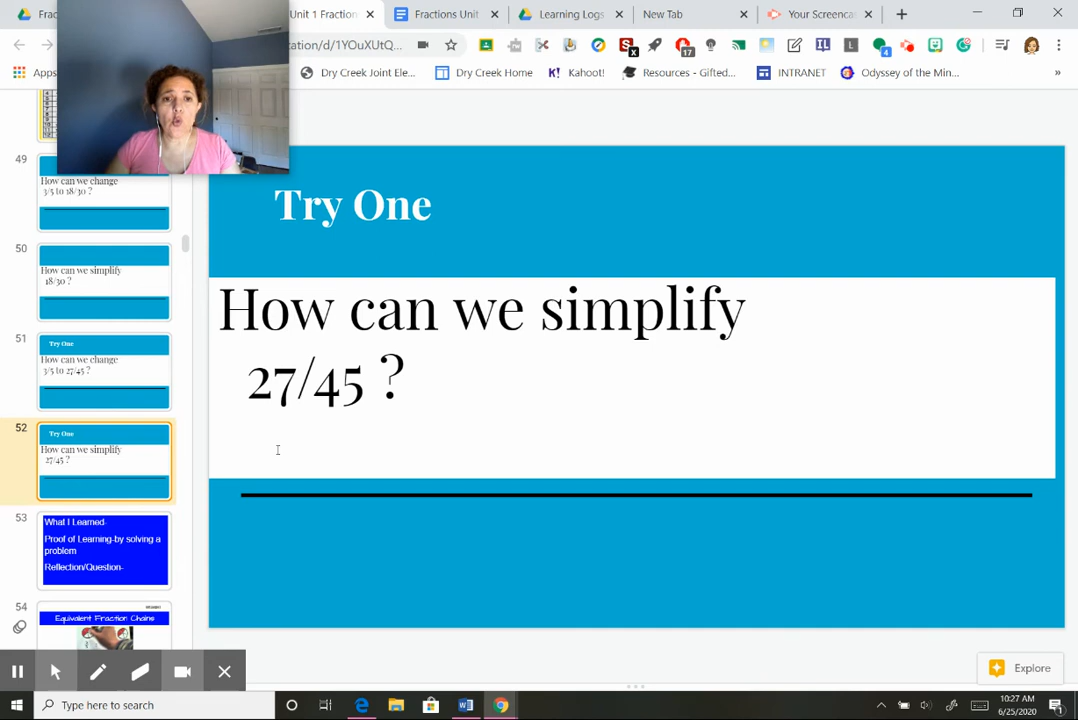 Unit 1 Fraction
Fractions Unit
Learning Logs
New Tab
Your Screenca
tation/d/1YOuXUtQ...
X
17
IL
L
4
Apps
Dry Creek Joint Ele...
Dry Creek Home
K! Kahoot!
Resources - Gifted...
INTRANET
Odyssey of the Min...
»
49
How can we change
3/5 to 18/30 ?
50
How can we simplify
18/30 ?
51
Try One
How can we change
3/5 to 27/45 ?
52
Try One
How can we simplify
27/45 ?
53
What I Learned-
Proof of Learning-by solving a
problem
Reflection/Question-
54
Equivalent Fraction Chains
Try One
How can we simplify
27/45 ?
Explore
Type here to search
10:27 AM
6/25/2020